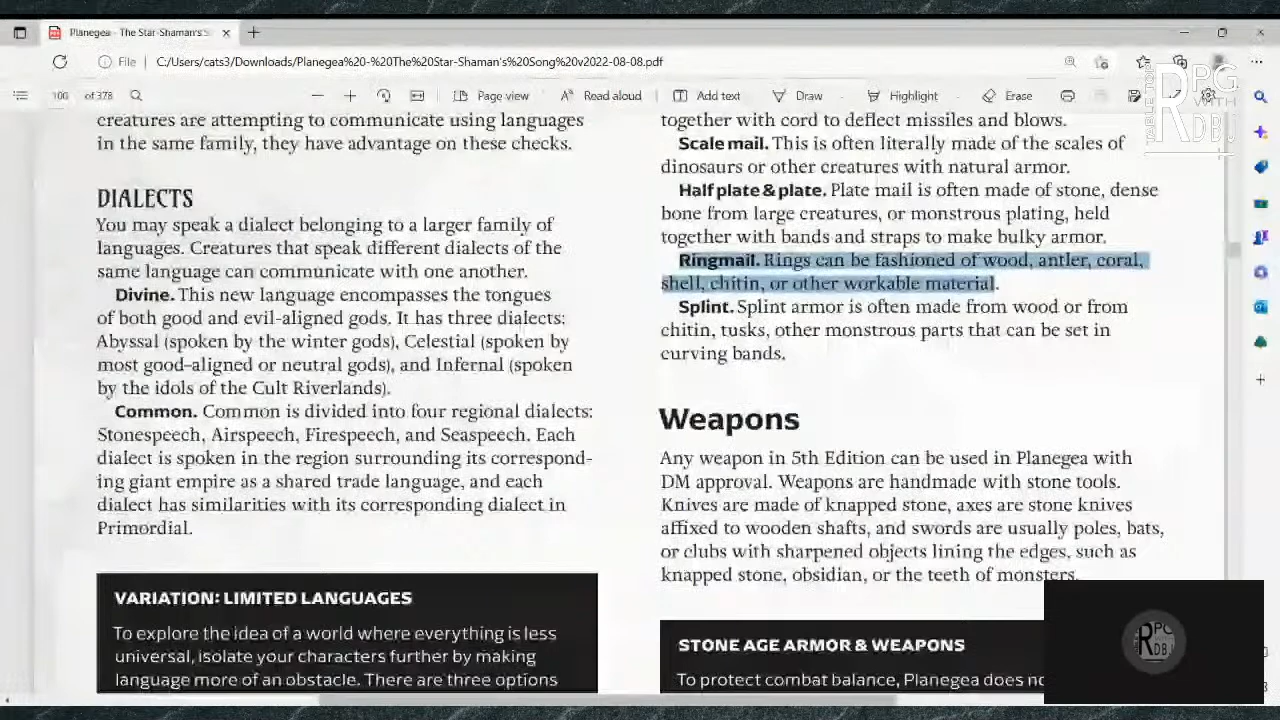 Planegea - The Star-Shaman's S
File C:/Users/cats3/Downloads/Planegea%20-%20The%20Star-Shaman's%20Song%20v2022-08-08.pdf
100 of 378 Page view Read aloud Add text Draw Highlight Erase
TABLE TOP RPG WITH RDBU
creatures are attempting to communicate using languages
in the same family, they have advantage on these checks.
DIALECTS
You may speak a dialect belonging to a larger family of
languages. Creatures that speak different dialects of the
same language can communicate with one another.
Divine. This new language encompasses the tongues
of both good and evil-aligned gods. It has three dialects:
Abyssal (spoken by the winter gods), Celestial (spoken by
most good-aligned or neutral gods), and Infernal (spoken
by the idols of the Cult Riverlands).
Common. Common is divided into four regional dialects:
Stonespeech, Airspeech, Firespeech, and Seaspeech. Each
dialect is spoken in the region surrounding its correspond-
ing giant empire as a shared trade language, and each
dialect has similarities with its corresponding dialect in
Primordial.
VARIATION: LIMITED LANGUAGES
To explore the idea of a world where everything is less
universal, isolate your characters further by making
language more of an obstacle. There are three options
together with cord to deflect missiles and blows.
Scale mail. This is often literally made of the scales of
dinosaurs or other creatures with natural armor.
Half plate & plate. Plate mail is often made of stone, dense
bone from large creatures, or monstrous plating, held
together with bands and straps to make bulky armor.
Ringmail. Rings can be fashioned of wood, antler, coral,
shell, chitin, or other workable material.
Splint. Splint armor is often made from wood or from
chitin, tusks, other monstrous parts that can be set in
curving bands.
Weapons
Any weapon in 5th Edition can be used in Planegea with
DM approval. Weapons are handmade with stone tools.
Knives are made of knapped stone, axes are stone knives
affixed to wooden shafts, and swords are usually poles, bats,
or clubs with sharpened objects lining the edges, such as
knapped stone, obsidian, or the teeth of monsters.
STONE AGE ARMOR & WEAPONS
To protect combat balance, Planegea does no
RPG
RDBU